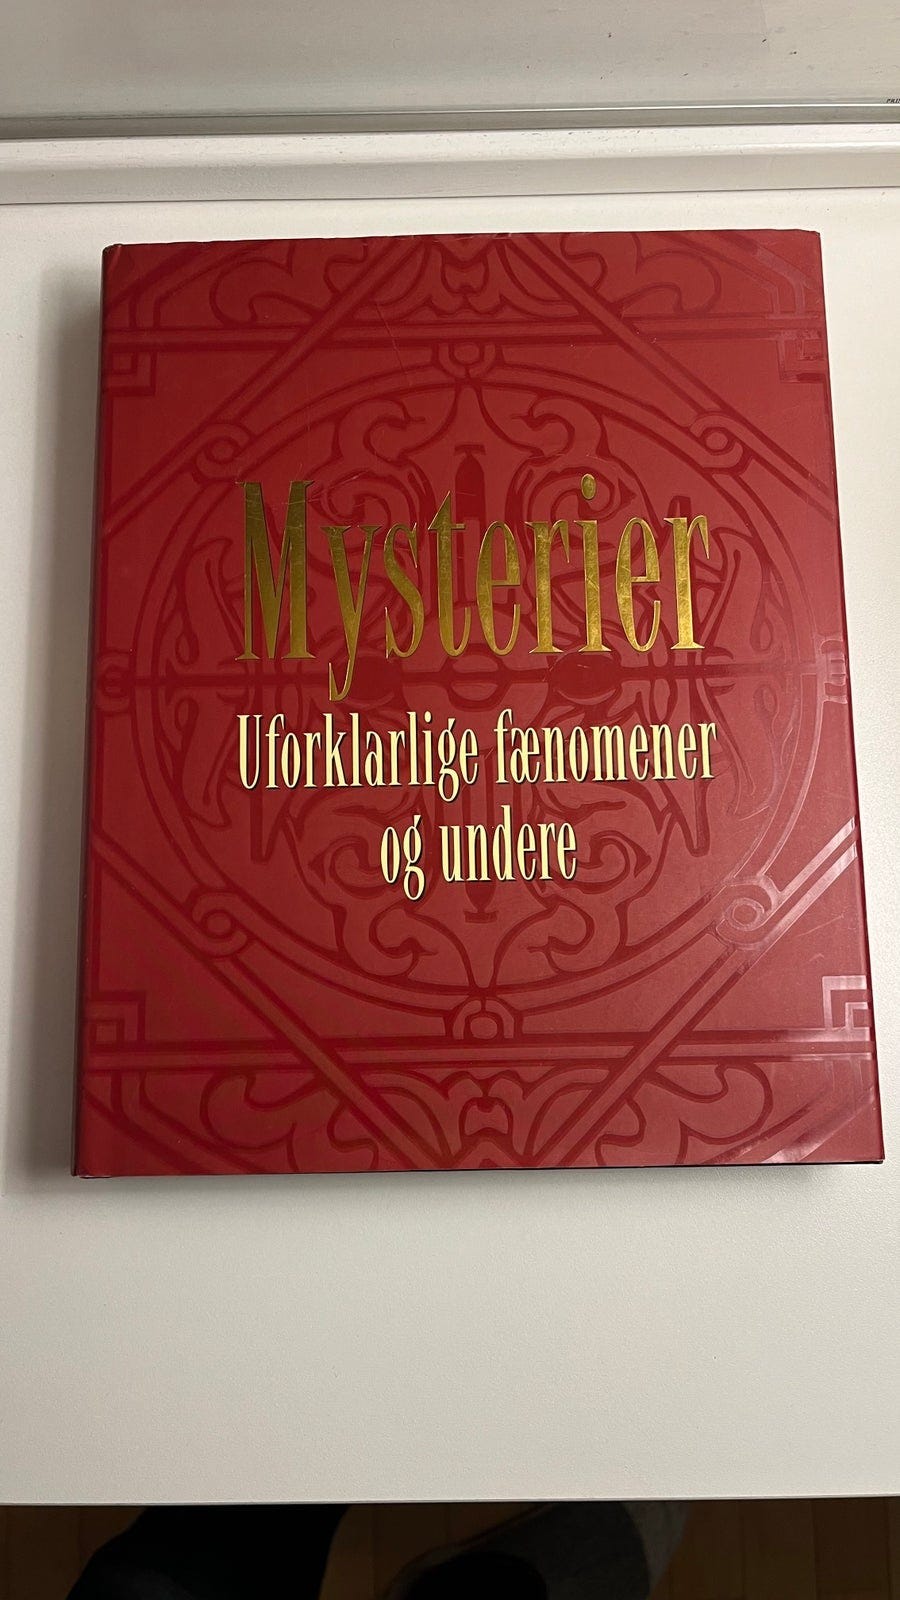 Mysterier
Uforklarlige fænomener
og undere